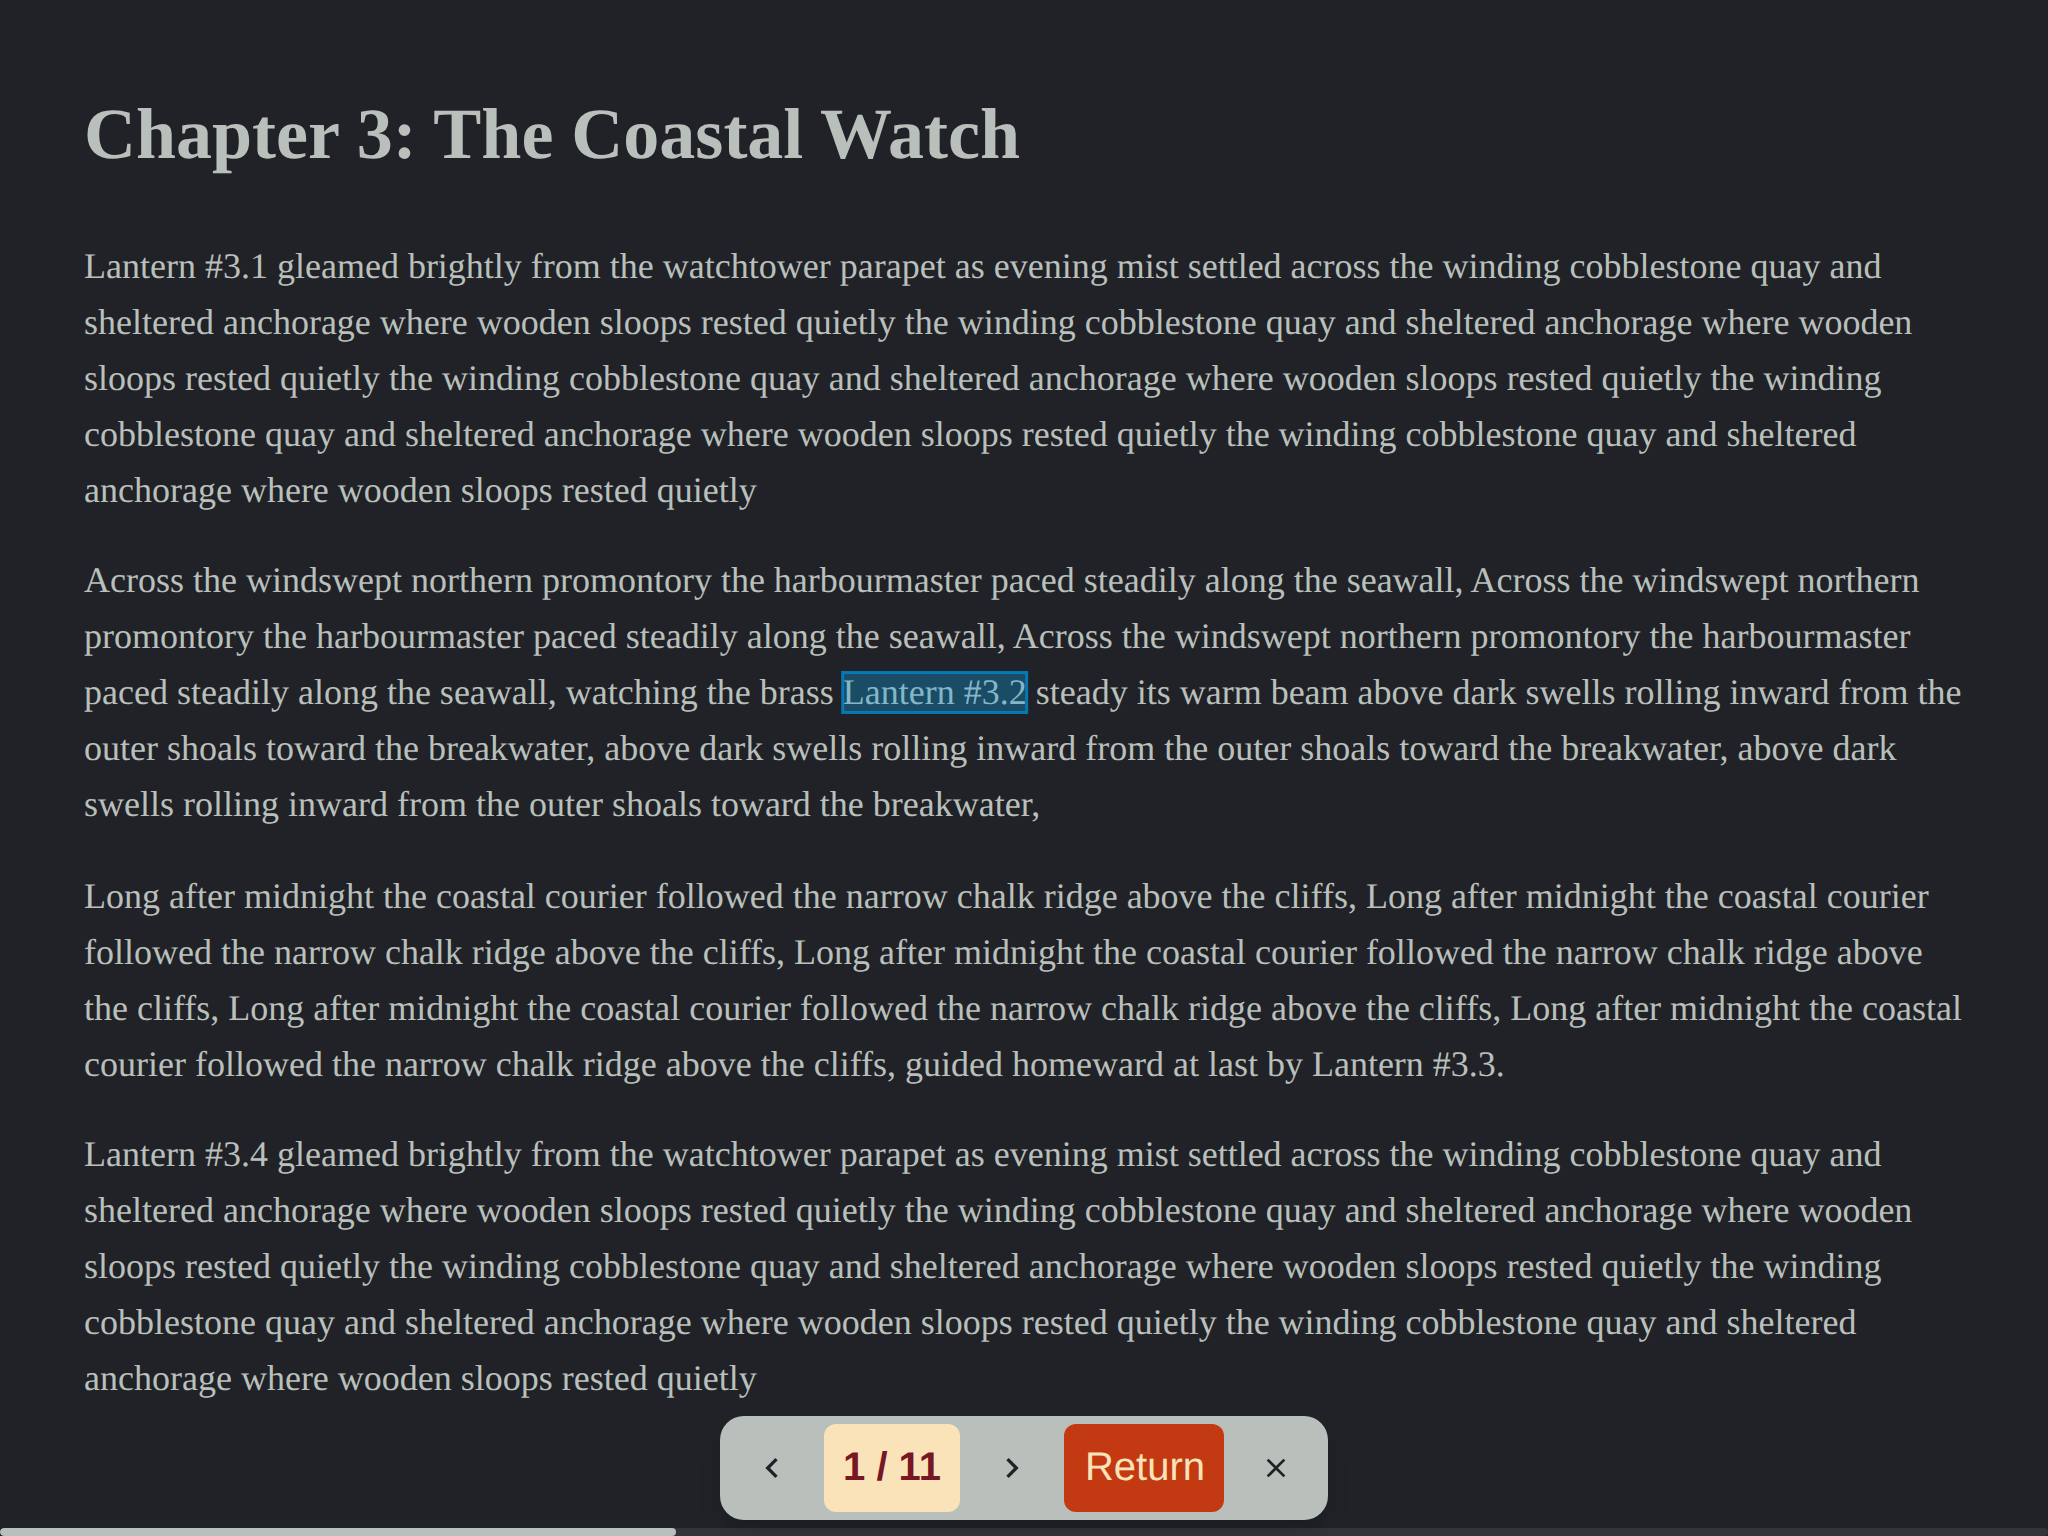 Chapter 3: The Coastal Watch
Lantern #3.1 gleamed brightly from the watchtower parapet as evening mist settled across the winding cobblestone quay and
sheltered anchorage where wooden sloops rested quietly the winding cobblestone quay and sheltered anchorage where wooden
sloops rested quietly the winding cobblestone quay and sheltered anchorage where wooden sloops rested quietly the winding
cobblestone quay and sheltered anchorage where wooden sloops rested quietly the winding cobblestone quay and sheltered
anchorage where wooden sloops rested quietly
Across the windswept northern promontory the harbourmaster paced steadily along the seawall, Across the windswept northern
promontory the harbourmaster paced steadily along the seawall, Across the windswept northern promontory the harbourmaster
paced steadily along the seawall, watching the brass Lantern #3.2 steady its warm beam above dark swells rolling inward from the
outer shoals toward the breakwater, above dark swells rolling inward from the outer shoals toward the breakwater, above dark
swells rolling inward from the outer shoals toward the breakwater,
Long after midnight the coastal courier followed the narrow chalk ridge above the cliffs, Long after midnight the coastal courier
followed the narrow chalk ridge above the cliffs, Long after midnight the coastal courier followed the narrow chalk ridge above
the cliffs, Long after midnight the coastal courier followed the narrow chalk ridge above the cliffs, Long after midnight the coastal
courier followed the narrow chalk ridge above the cliffs, guided homeward at last by Lantern #3.3.
Lantern #3.4 gleamed brightly from the watchtower parapet as evening mist settled across the winding cobblestone quay and
sheltered anchorage where wooden sloops rested quietly the winding cobblestone quay and sheltered anchorage where wooden
sloops rested quietly the winding cobblestone quay and sheltered anchorage where wooden sloops rested quietly the winding
cobblestone quay and sheltered anchorage where wooden sloops rested quietly the winding cobblestone quay and sheltered
anchorage where wooden sloops rested quietly
1 / 11 Return